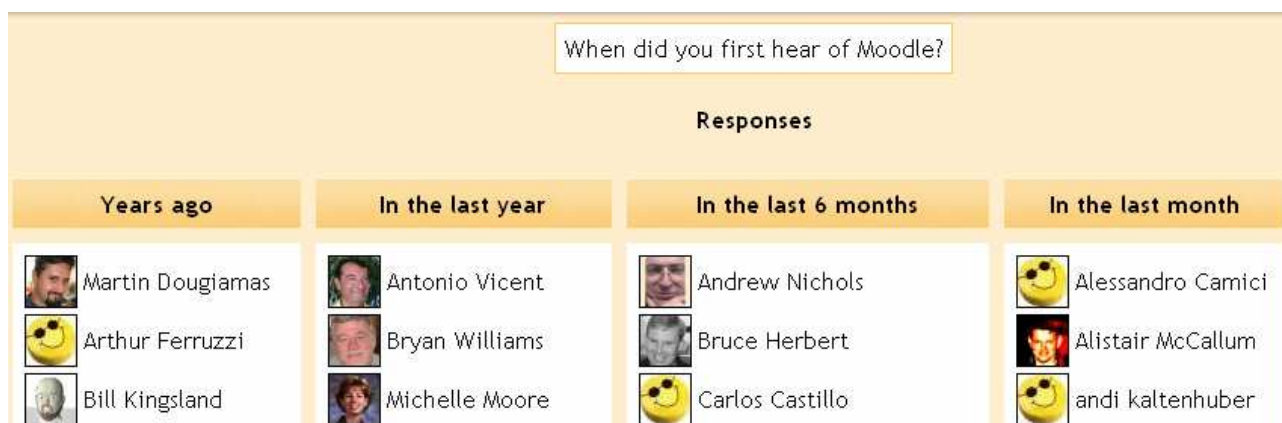 When did you first hear of Moodle?
Responses
Years ago In the last year In the last 6 months In the last month
Martin Dougiamas Antonio Vicent Andrew Nichols Alessandro Camici
Arthur Ferruzzi Bryan Williams Bruce Herbert Alistair McCallum
Bill Kingsland Michelle Moore Carlos Castillo andi kaltenhuber